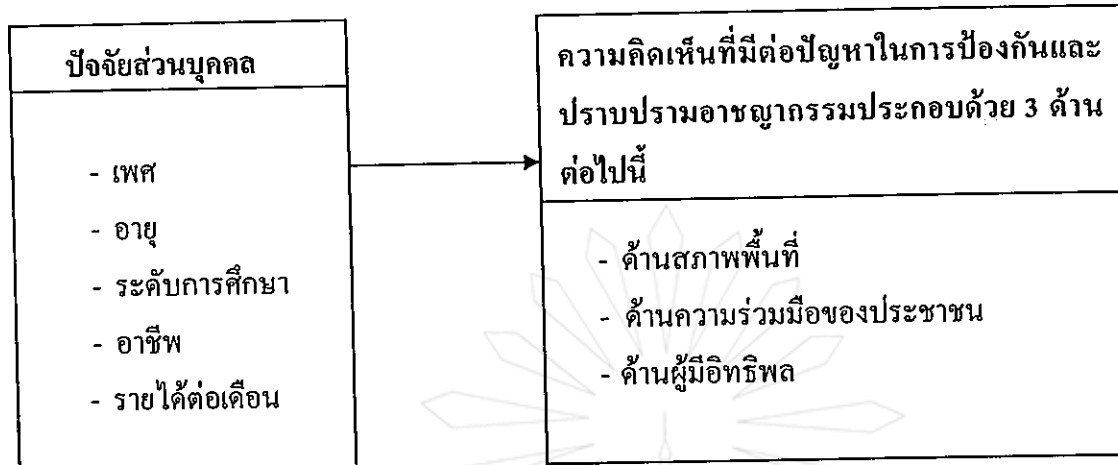 ปัจจัยส่วนบุคคล
- เพศ
- อายุ
- ระดับการศึกษา
- อาชีพ
- รายได้ต่อเดือน
ความคิดเห็นที่มีต่อปัญหาในการป้องกันและ
ปราบปรามอาชญากรรมประกอบด้วย 3 ด้าน
ต่อไปนี้
- ด้านสภาพพื้นที่
- ด้านความร่วมมือของประชาชน
- ด้านผู้มีอิทธิพล